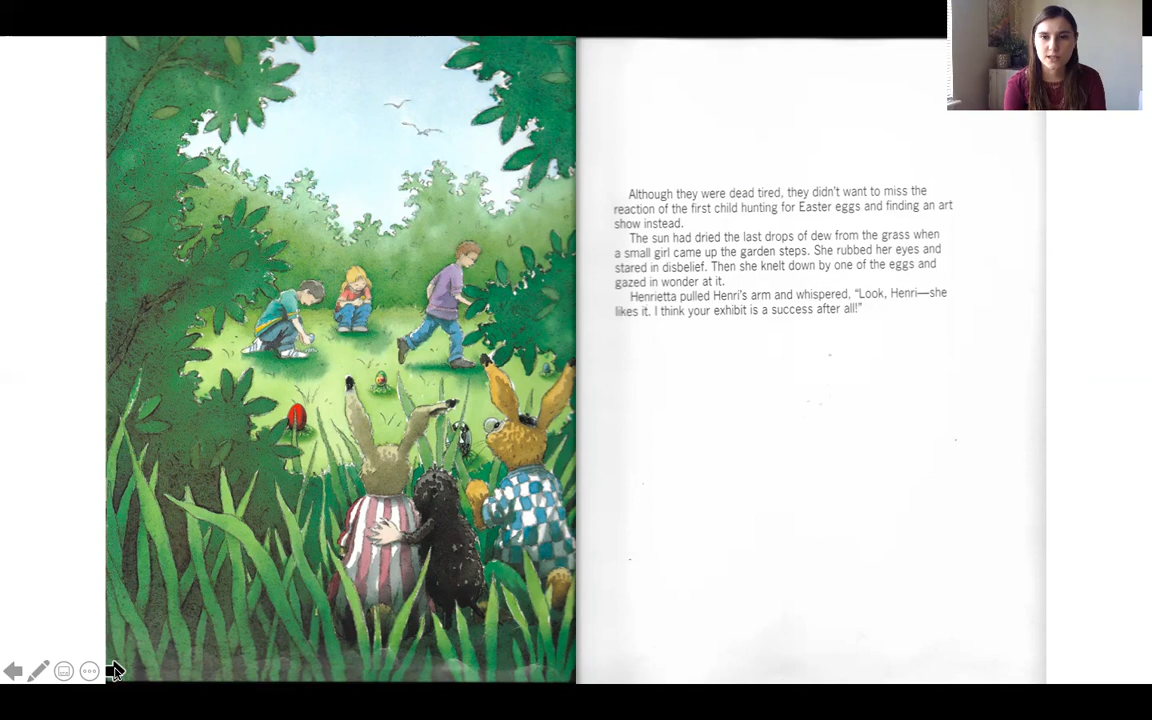 Although they were dead tired, they didn't want to miss the
reaction of the first child hunting for Easter eggs and finding an art
show instead.
The sun had dried the last drops of dew from the grass when
a small girl came up the garden steps. She rubbed her eyes and
stared in disbelief. Then she knelt down by one of the eggs and
gazed in wonder at it.
Henrietta pulled Henri's arm and whispered, “Look, Henri—she
likes it. I think your exhibit is a success after all!”